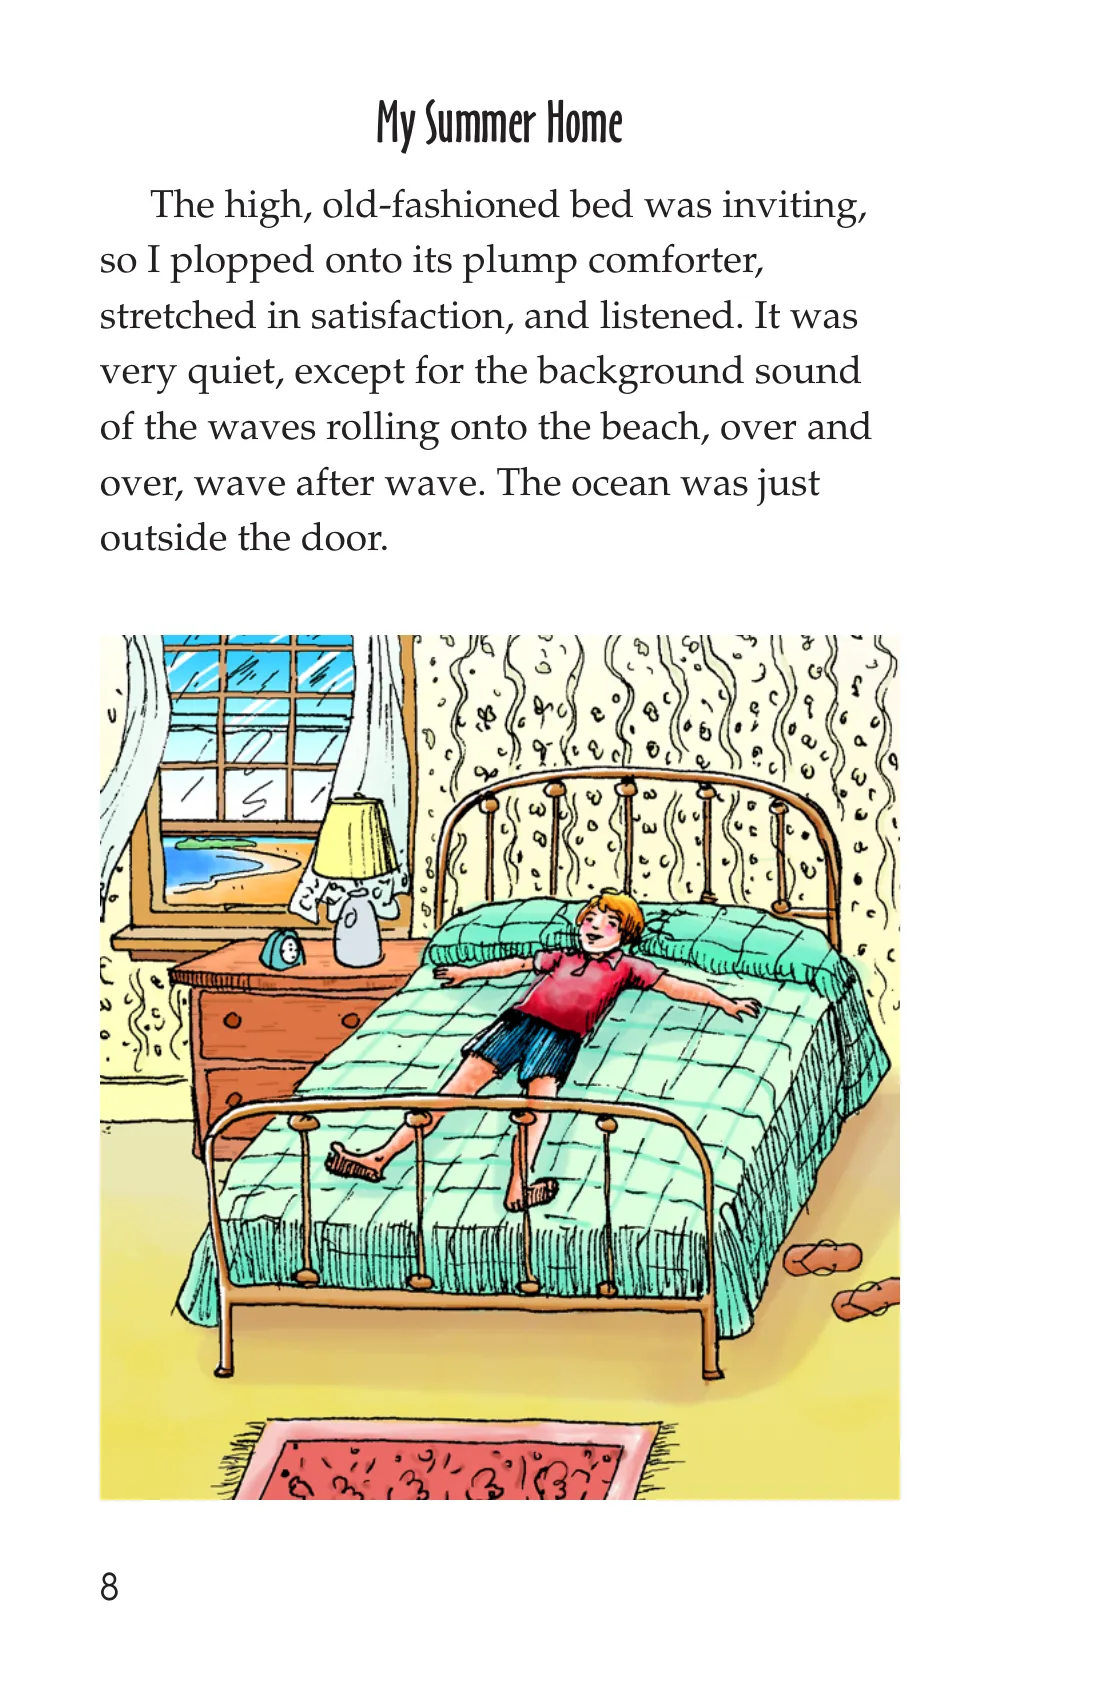 My Summer Home
The high, old-fashioned bed was inviting,
so I plopped onto its plump comforter,
stretched in satisfaction, and listened. It was
very quiet, except for the background sound
of the waves rolling onto the beach, over and
over, wave after wave. The ocean was just
outside the door.
8